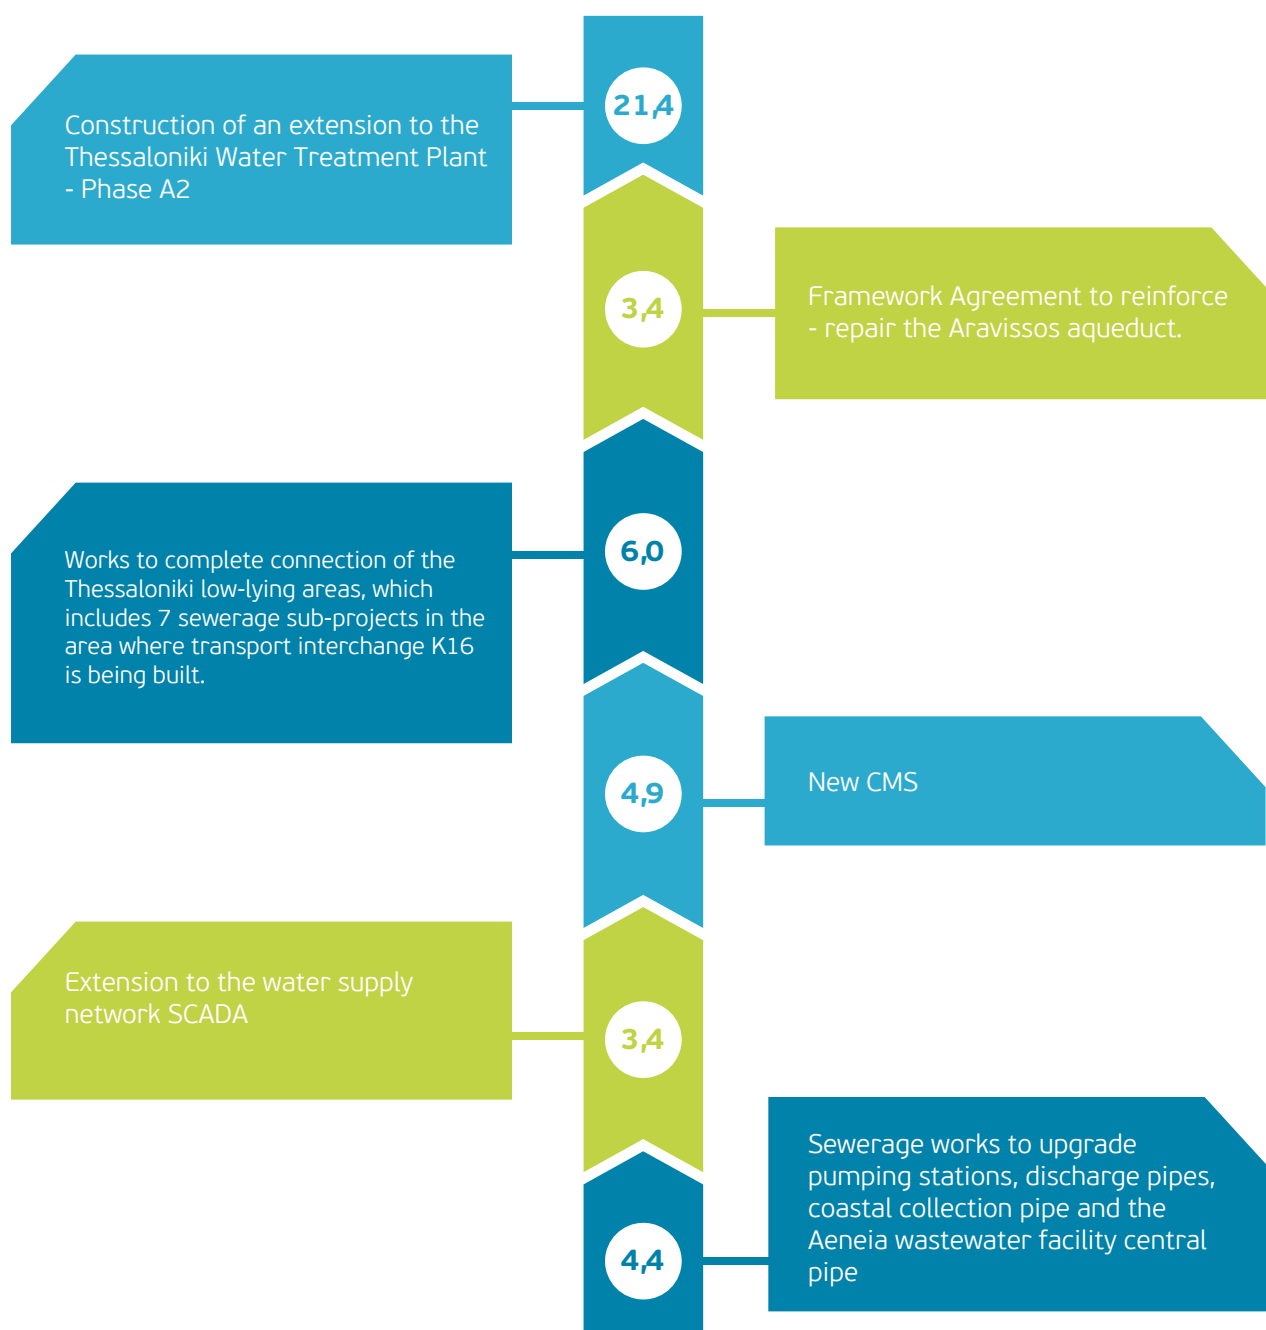 21,4
Construction of an extension to the
Thessaloniki Water Treatment Plant
- Phase A2
3,4
Framework Agreement to reinforce
- repair the Aravissos aqueduct.
6,0
Works to complete connection of the
Thessaloniki low-lying areas, which
includes 7 sewerage sub-projects in the
area where transport interchange K16
is being built.
4,9
New CMS
Extension to the water supply
network SCADA
3,4
Sewerage works to upgrade
pumping stations, discharge pipes,
coastal collection pipe and the
Aeneia wastewater facility central
pipe
4,4